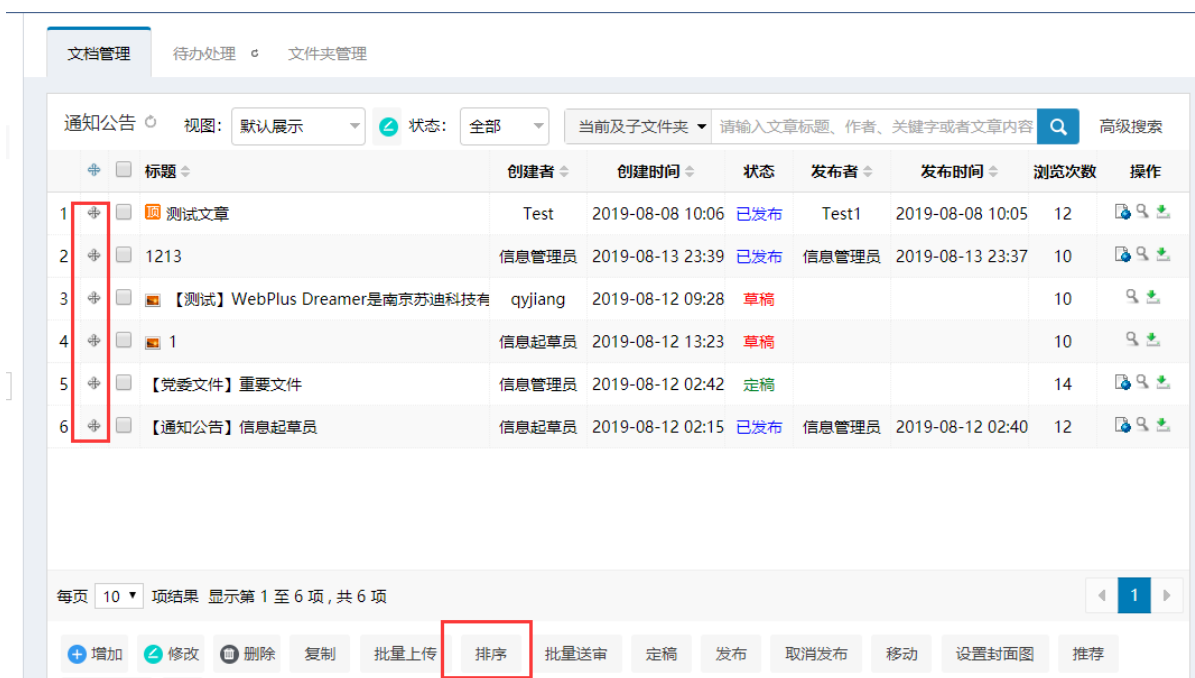 文档管理 待办处理 文件夹管理
通知公告 视图: 默认展示 状态: 全部 当前及子文件夹 请输入文章标题、作者、关键字或者文章内容 高级搜索
标题 创建者 创建时间 状态 发布者 发布时间 浏览次数 操作
1 顶 测试文章 Test 2019-08-08 10:06 已发布 Test1 2019-08-08 10:05 12
2 1213 信息管理员 2019-08-13 23:39 已发布 信息管理员 2019-08-13 23:37 10
3 【测试】WebPlus Dreamer是南京苏迪科技有 qyjiang 2019-08-12 09:28 草稿 10
4 1 信息起草员 2019-08-12 13:23 草稿 10
5 【党委文件】重要文件 信息管理员 2019-08-12 02:42 定稿 14
6 【通知公告】信息起草员 信息起草员 2019-08-12 02:15 已发布 信息管理员 2019-08-12 02:40 12
每页 10 项结果 显示第 1 至 6 项 , 共 6 项 1
增加 修改 删除 复制 批量上传 排序 批量送审 定稿 发布 取消发布 移动 设置封面图 推荐